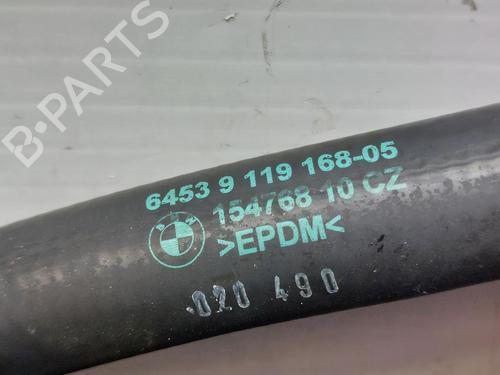 B-PARTS
6453 9 119 168-05
154768 10 CZ
>EPDM<
020 490